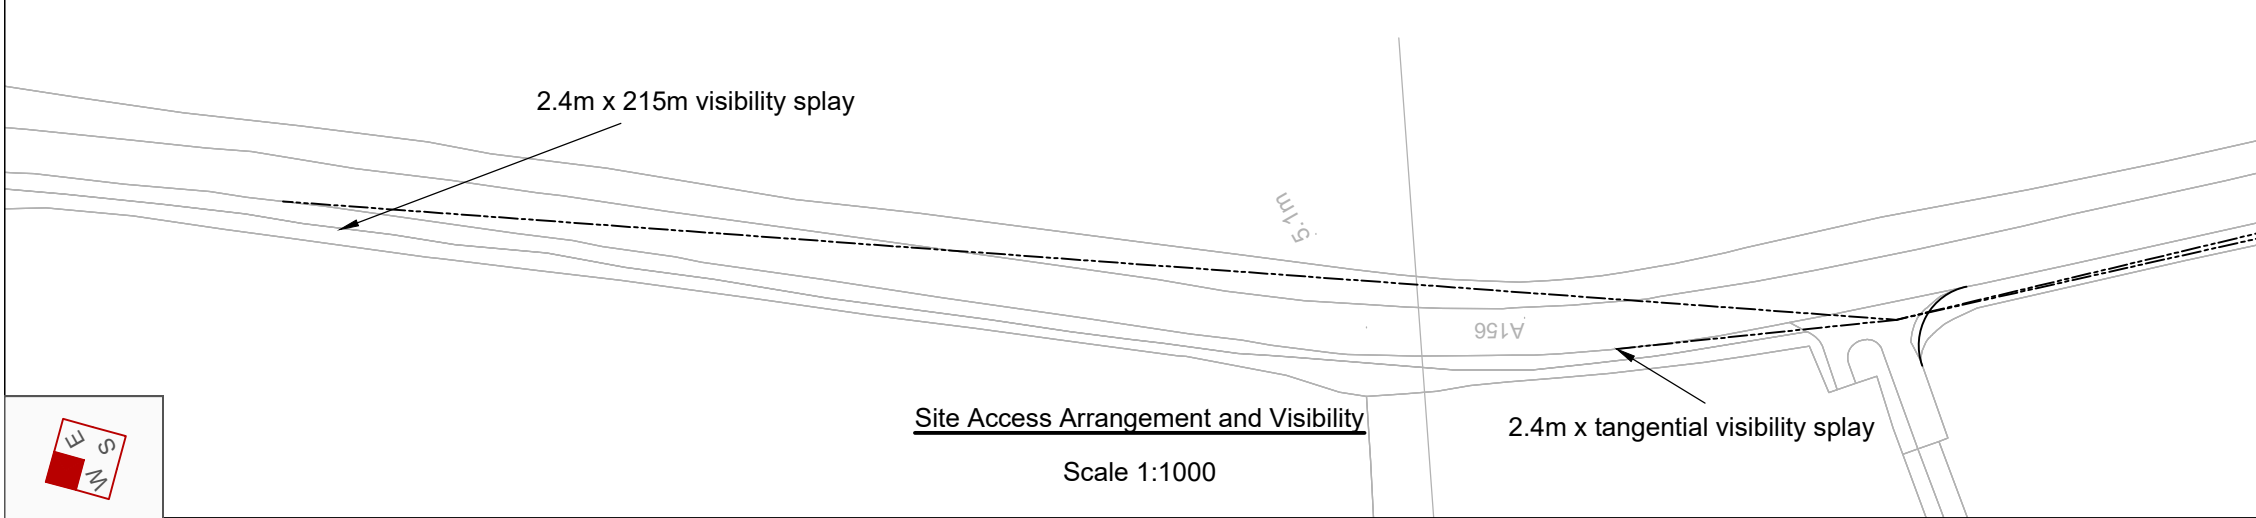 2.4m x 215m visibility splay
5.1m
A156
Site Access Arrangement and Visibility
2.4m x tangential visibility splay
Scale 1:1000
E
S
W